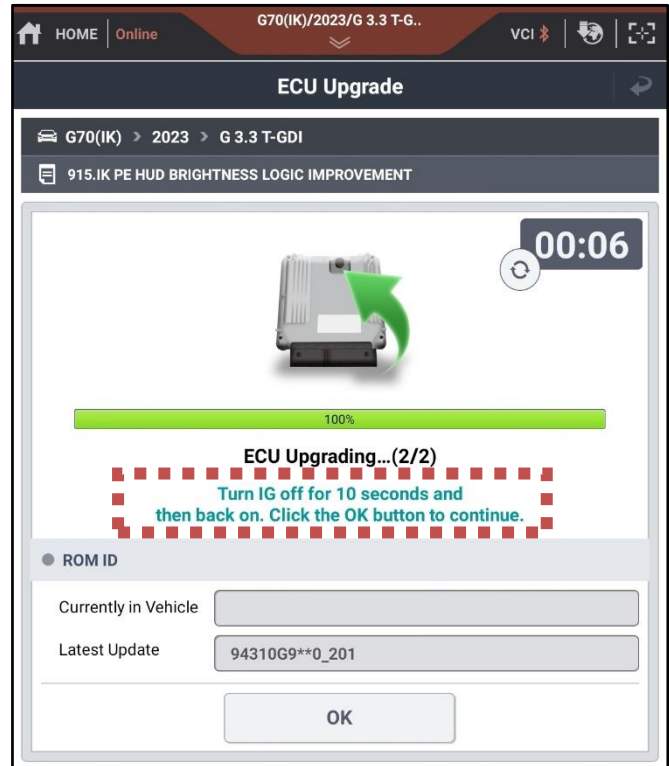 G70(IK)/2023/G 3.3 T-G..
HOME Online VCI
ECU Upgrade
G70(IK) > 2023 > G 3.3 T-GDI
915.IK PE HUD BRIGHTNESS LOGIC IMPROVEMENT
00:06
100%
ECU Upgrading...(2/2)
Turn IG off for 10 seconds and
then back on. Click the OK button to continue.
ROM ID
Currently in Vehicle
Latest Update 94310G9**0_201
OK